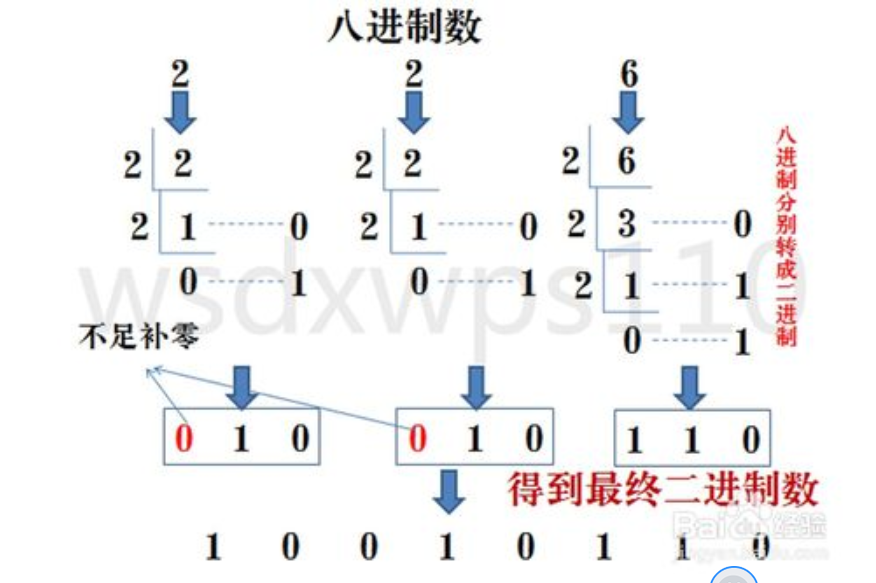 八进制数
2 2 6
2 2 2 2 2 6
2 1 0 2 1 0 2 3 0
0 1 0 1 2 1 1
0 1
八进制分别转成二进制
wsdxwps110
不足补零
0 1 0 0 1 0 1 1 0
得到最终二进制数
1 0 0 1 0 1 1 0
Baidu经验
jingyan.baidu.com